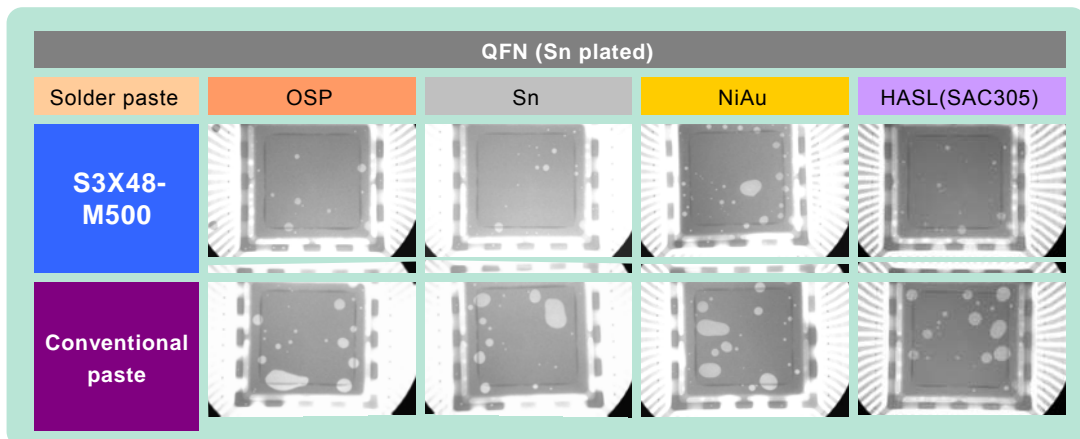 QFN (Sn plated)
Solder paste
OSP
Sn
NiAu
HASL(SAC305)
S3X48-
M500
Conventional
paste